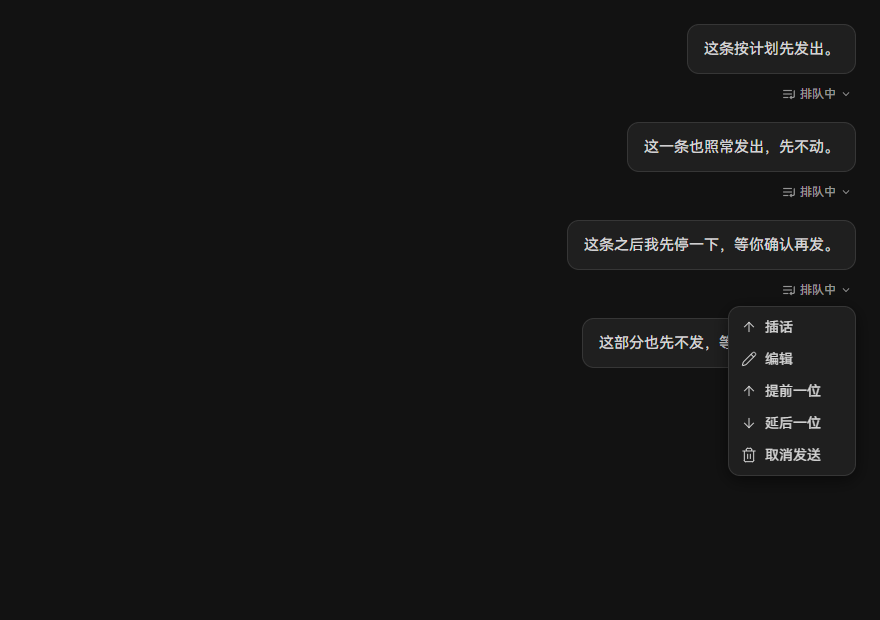 这条按计划先发出。
排队中
这一条也照常发出，先不动。
排队中
这条之后我先停一下，等你确认再发。
排队中
这部分也先不发，
插话
编辑
提前一位
延后一位
取消发送